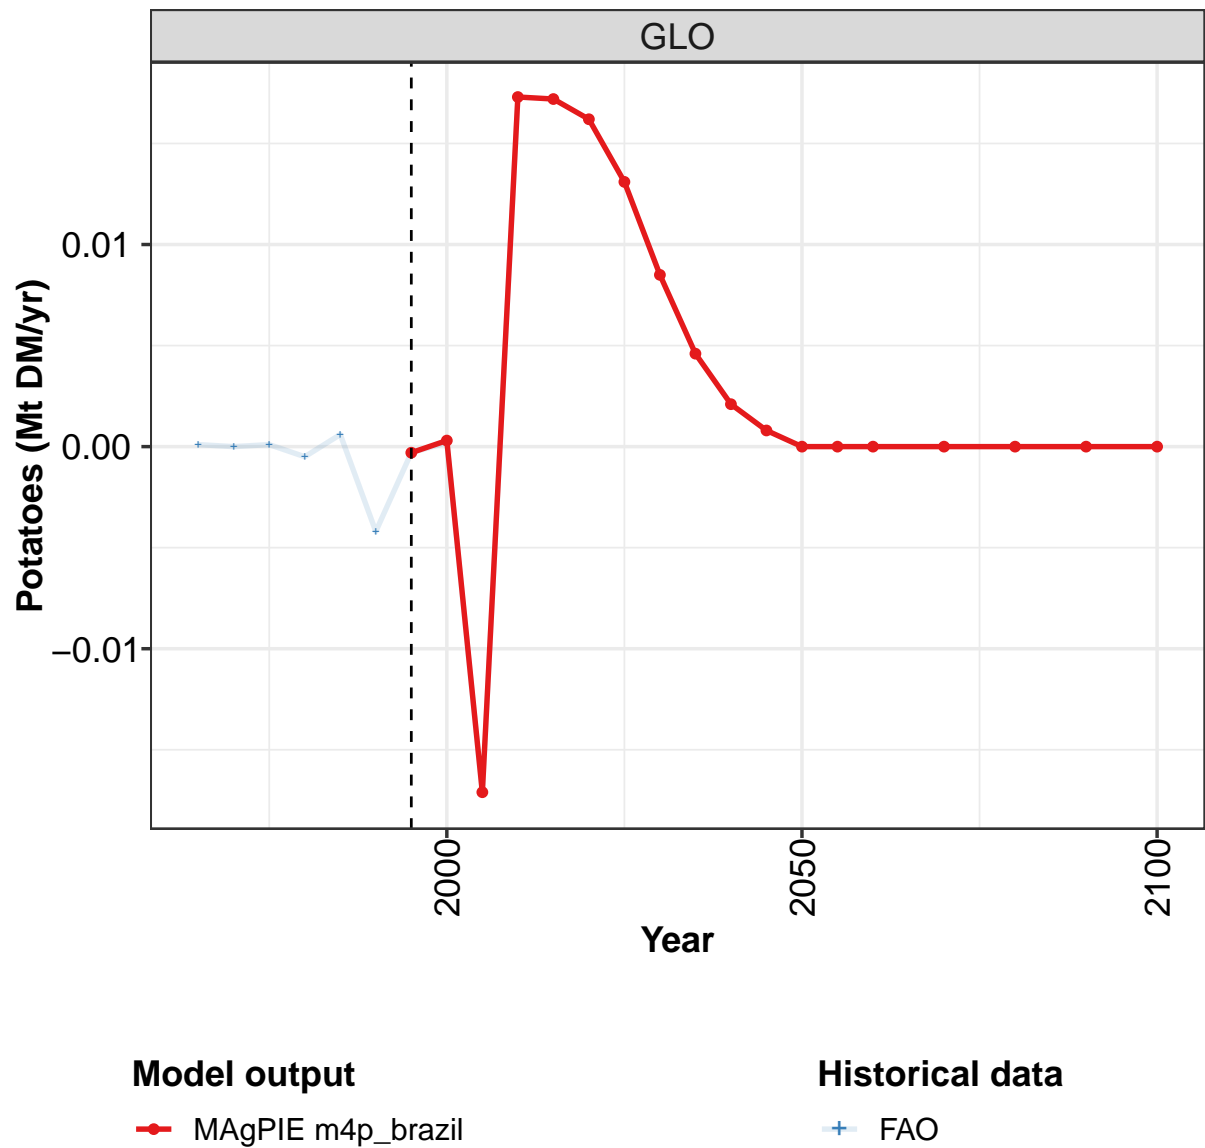 GLO
Potatoes (Mt DM/yr)
0.01
0.00
−0.01
2000
2050
2100
Year
Model output
MAgPIE m4p_brazil
Historical data
FAO